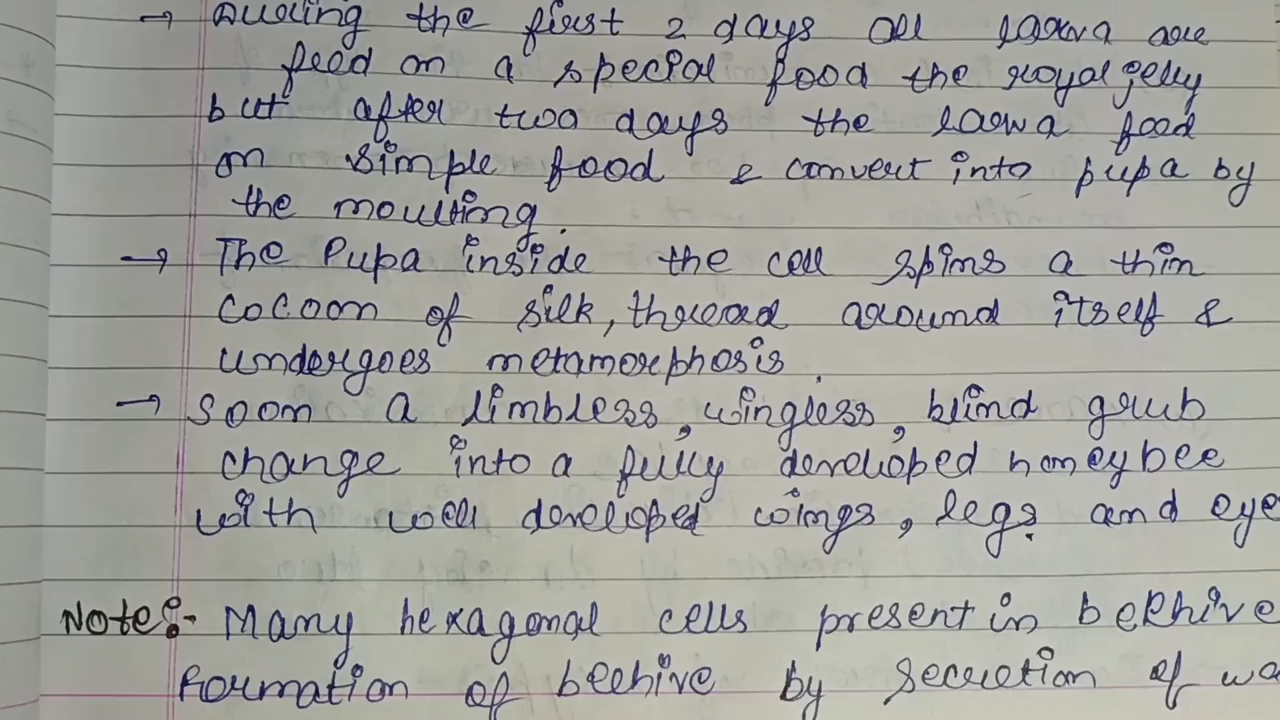 → During the first 2 days all larva are
feed on a special food the royal jelly
but after two days the larva food
on simple food & convert into pupa by
the moulting.
→ The Pupa inside the cell spins a thin
cocoon of silk, thread around itself &
undergoes metamorphosis.
→ soon a limbless, wingless, blind grub
change into a fully developed honeybee
with well developed wings, legs and eye
Note:- Many hexagonal cells present in beehive
Formation of beehive by secretion of wa